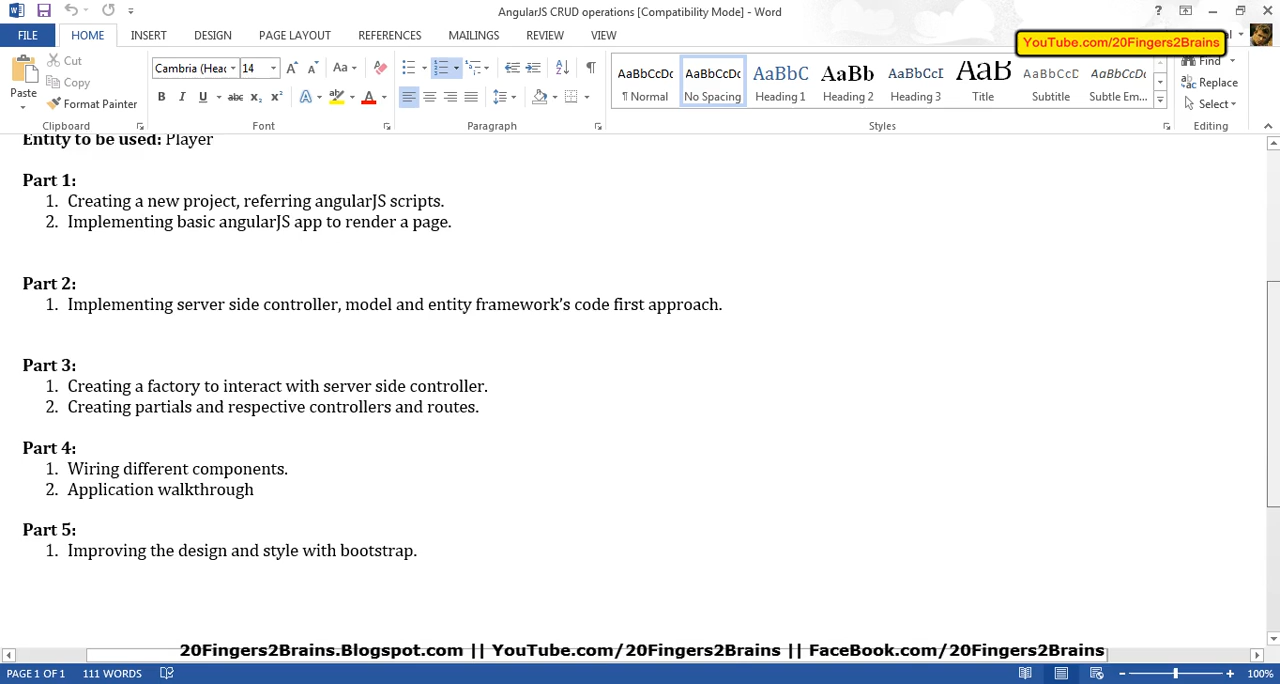 AngularJS CRUD operations [Compatibility Mode] - Word
FILE HOME INSERT DESIGN PAGE LAYOUT REFERENCES MAILINGS REVIEW VIEW
YouTube.com/20Fingers2Brains
Paste
Cut
Copy
Format Painter
Cambria (Hea 14
Aa
B I U abc X₂ X²
AaBbCcDc AaBbCcDc AaBbC AaBb AaBbCcI AaB AaBbCcD AaBbCcDc
¶ Normal No Spacing Heading 1 Heading 2 Heading 3 Title Subtitle Subtle Em...
Find
Replace
Select
Clipboard Font Paragraph Styles Editing
Entity to be used: Player
Part 1:
1. Creating a new project, referring angularJS scripts.
2. Implementing basic angularJS app to render a page.
Part 2:
1. Implementing server side controller, model and entity framework’s code first approach.
Part 3:
1. Creating a factory to interact with server side controller.
2. Creating partials and respective controllers and routes.
Part 4:
1. Wiring different components.
2. Application walkthrough
Part 5:
1. Improving the design and style with bootstrap.
20Fingers2Brains.Blogspot.com || YouTube.com/20Fingers2Brains || FaceBook.com/20Fingers2Brains
PAGE 1 OF 1 111 WORDS 100%